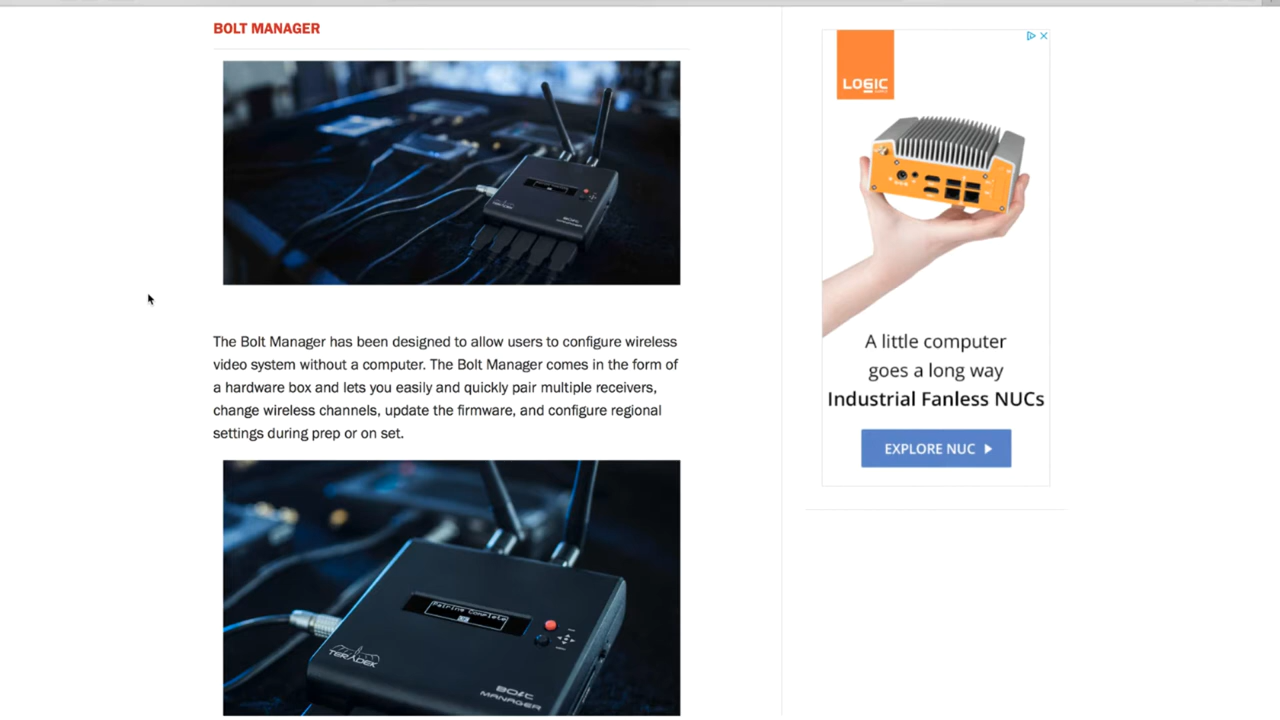 BOLT MANAGER
The Bolt Manager has been designed to allow users to configure wireless
video system without a computer. The Bolt Manager comes in the form of
a hardware box and lets you easily and quickly pair multiple receivers,
change wireless channels, update the firmware, and configure regional
settings during prep or on set.
Pairing Complete
TERADEK
BOLT
MANAGER
LOGIC
A little computer
goes a long way
Industrial Fanless NUCs
EXPLORE NUC